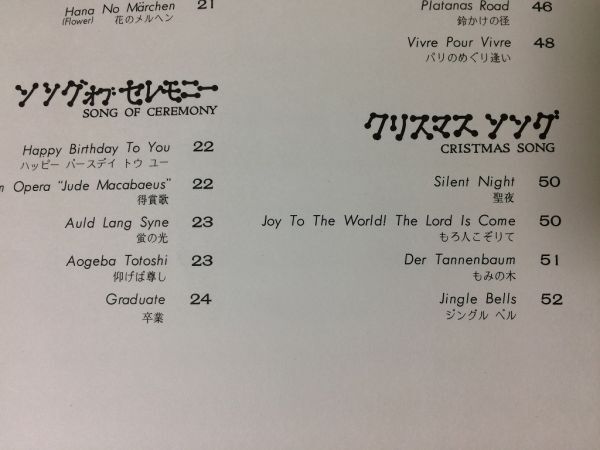 Hana No Märchen 21
(Flower) 花のメルヘン
ソングオブ セレモニー
SONG OF CEREMONY
Happy Birthday To You 22
ハッピー バースデイ トゥ ユー
Opera "Jude Macabaeus" 22
得賞歌
Auld Lang Syne 23
蛍の光
Aogeba Totoshi 23
仰げば尊し
Graduate 24
卒業
Platanas Road 46
鈴かけの径
Vivre Pour Vivre 48
パリのめぐり逢い
クリスマス ソング
CRISTMAS SONG
Silent Night 50
聖夜
Joy To The World! The Lord Is Come 50
もろ人こぞりて
Der Tannenbaum 51
もみの木
Jingle Bells 52
ジングル ベル